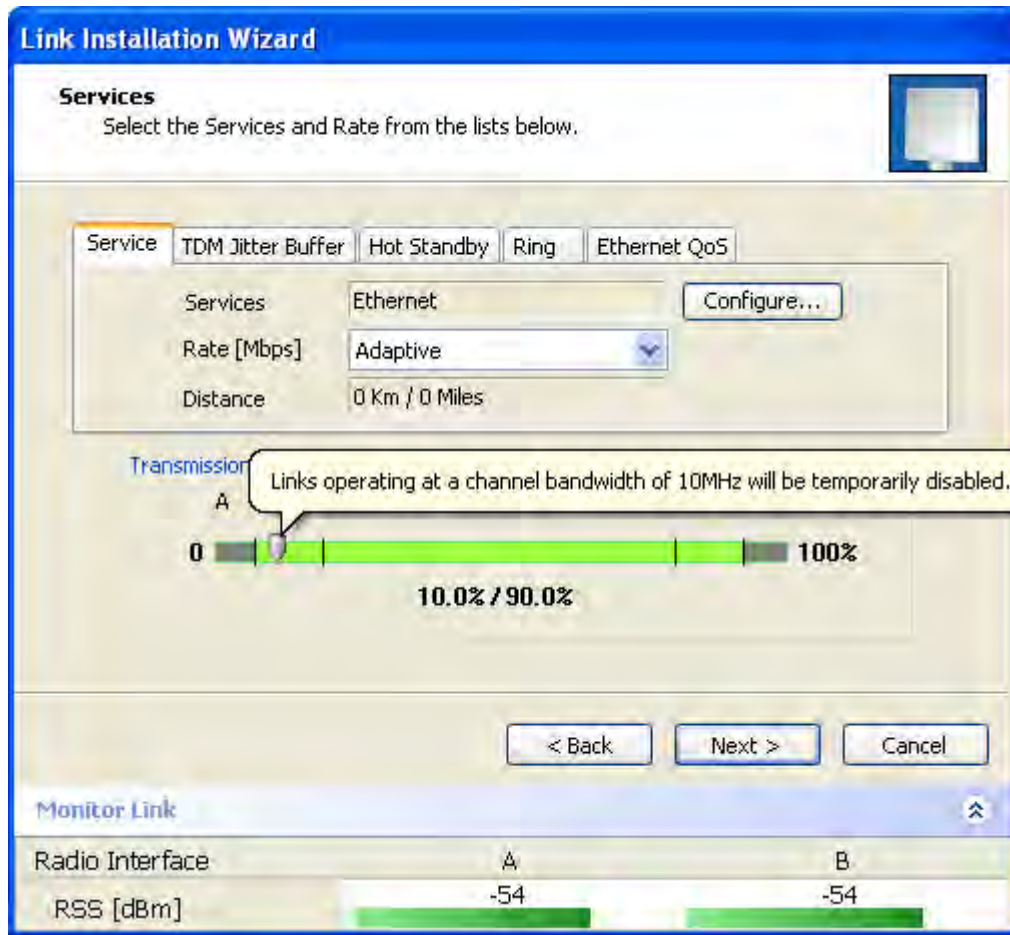 Link Installation Wizard
Services
Select the Services and Rate from the lists below.
Service TDM Jitter Buffer Hot Standby Ring Ethernet QoS
Services Ethernet Configure...
Rate [Mbps] Adaptive
Distance 0 Km / 0 Miles
Transmission
Links operating at a channel bandwidth of 10MHz will be temporarily disabled.
A
0 100%
10.0% / 90.0%
< Back Next > Cancel
Monitor Link
Radio Interface A B
RSS [dBm] -54 -54